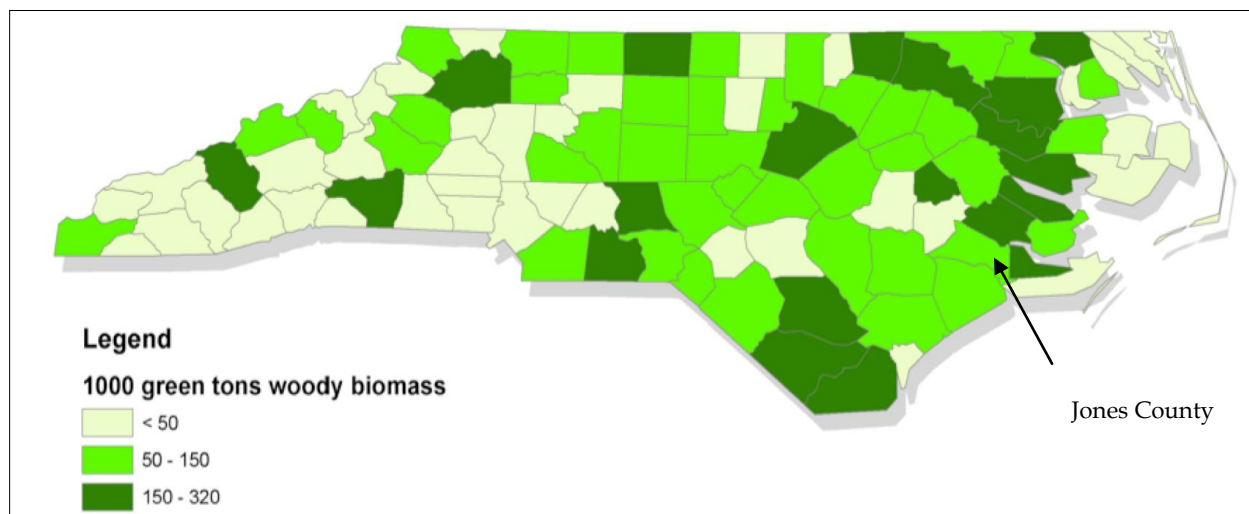 Legend
1000 green tons woody biomass
< 50
50 - 150
150 - 320
Jones County